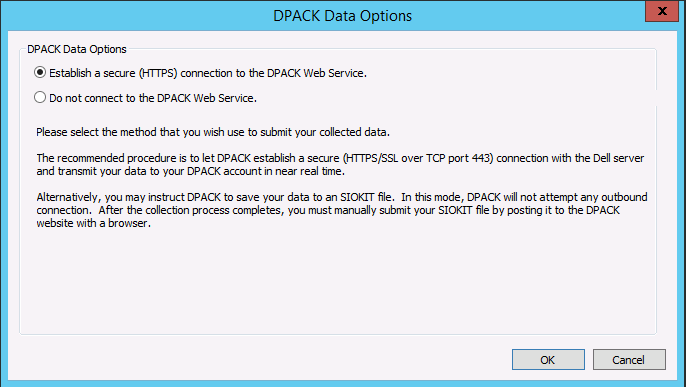 DPACK Data Options
DPACK Data Options
Establish a secure (HTTPS) connection to the DPACK Web Service.
Do not connect to the DPACK Web Service.
Please select the method that you wish use to submit your collected data.
The recommended procedure is to let DPACK establish a secure (HTTPS/SSL over TCP port 443) connection with the Dell server
and transmit your data to your DPACK account in near real time.
Alternatively, you may instruct DPACK to save your data to an SIOKIT file.  In this mode, DPACK will not attempt any outbound
connection.  After the collection process completes, you must manually submit your SIOKIT file by posting it to the DPACK
website with a browser.
OK
Cancel